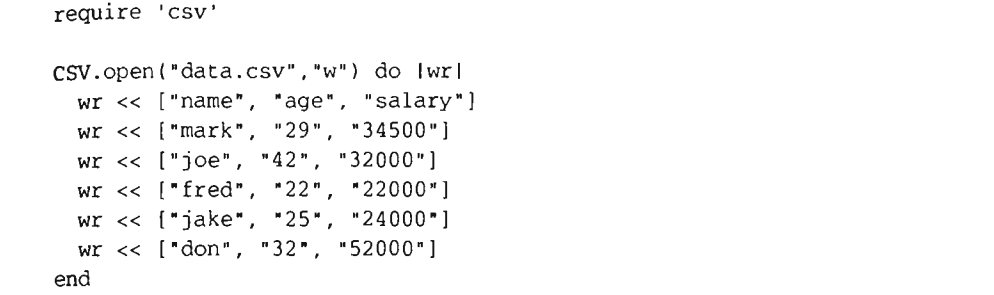 require 'csv'
CSV.open("data.csv","w") do |wr|
  wr << ["name", "age", "salary"]
  wr << ["mark", "29", "34500"]
  wr << ["joe", "42", "32000"]
  wr << ["fred", "22", "22000"]
  wr << ["jake", "25", "24000"]
  wr << ["don", "32", "52000"]
end